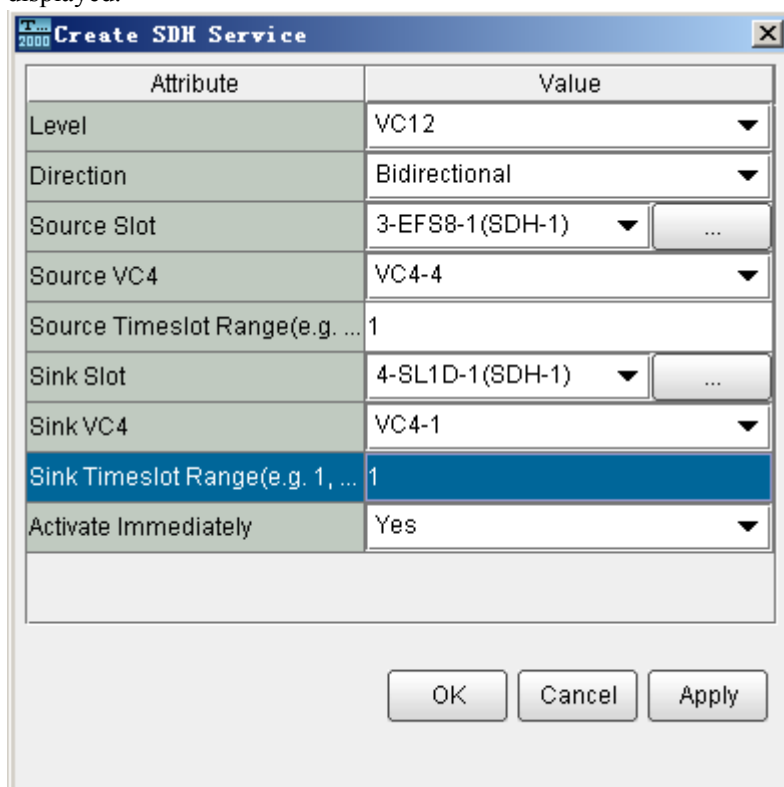 displayed.
T...
2000 Create SDH Service
Attribute Value
Level VC12
Direction Bidirectional
Source Slot 3-EFS8-1(SDH-1) ...
Source VC4 VC4-4
Source Timeslot Range(e.g. ... 1
Sink Slot 4-SL1D-1(SDH-1) ...
Sink VC4 VC4-1
Sink Timeslot Range(e.g. 1, ... 1
Activate Immediately Yes
OK Cancel Apply